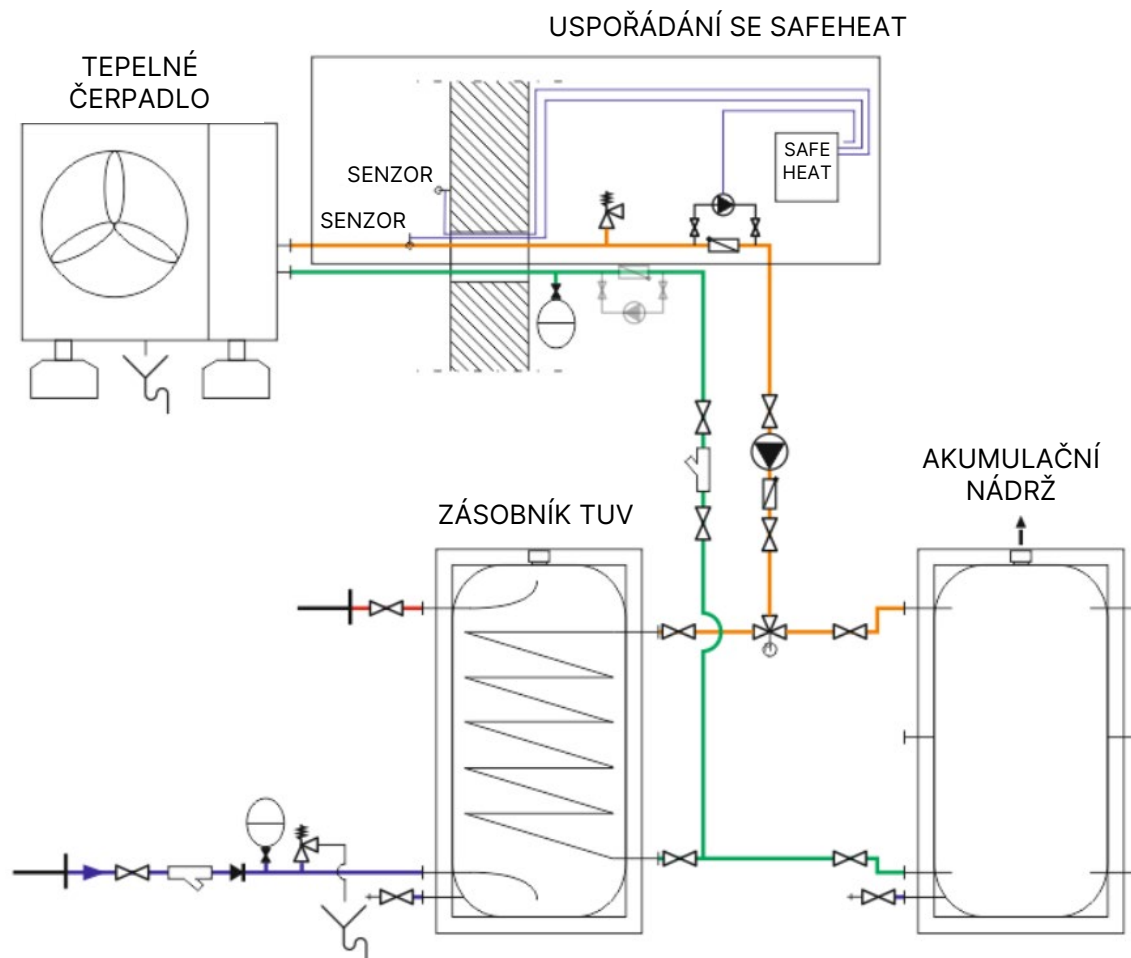 USPOŘÁDÁNÍ SE SAFEHEAT
TEPELNÉ
ČERPADLO
SAFE
HEAT
SENZOR
SENZOR
AKUMULAČNÍ
NÁDRŽ
ZÁSOBNÍK TUV